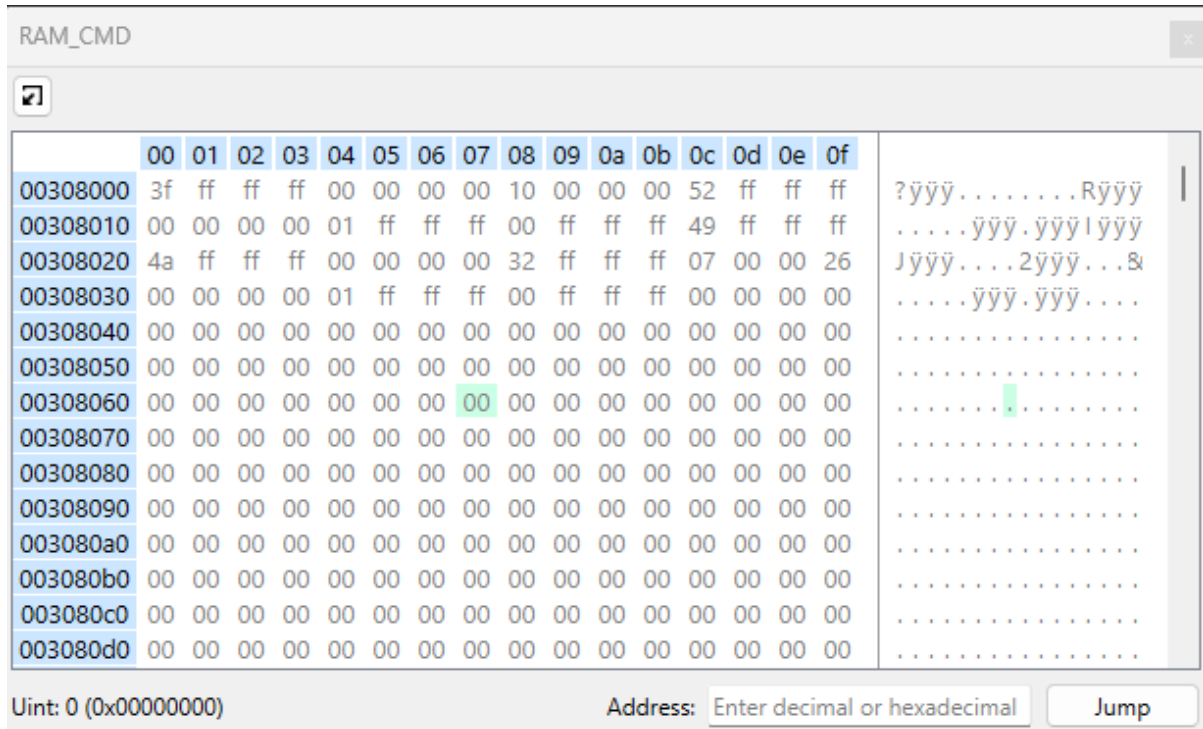 RAM_CMD
x
00 01 02 03 04 05 06 07 08 09 0a 0b 0c 0d 0e 0f
00308000 3f ff ff ff 00 00 00 00 10 00 00 00 52 ff ff ff ?ÿÿÿ........Rÿÿÿ
00308010 00 00 00 00 01 ff ff ff 00 ff ff ff 49 ff ff ff .....ÿÿÿ.ÿÿÿIÿÿÿ
00308020 4a ff ff ff 00 00 00 00 32 ff ff ff 07 00 00 26 Jÿÿÿ....2ÿÿÿ...&
00308030 00 00 00 00 01 ff ff ff 00 ff ff ff 00 00 00 00 .....ÿÿÿ.ÿÿÿ....
00308040 00 00 00 00 00 00 00 00 00 00 00 00 00 00 00 00 ................
00308050 00 00 00 00 00 00 00 00 00 00 00 00 00 00 00 00 ................
00308060 00 00 00 00 00 00 00 00 00 00 00 00 00 00 00 00 ................
00308070 00 00 00 00 00 00 00 00 00 00 00 00 00 00 00 00 ................
00308080 00 00 00 00 00 00 00 00 00 00 00 00 00 00 00 00 ................
00308090 00 00 00 00 00 00 00 00 00 00 00 00 00 00 00 00 ................
003080a0 00 00 00 00 00 00 00 00 00 00 00 00 00 00 00 00 ................
003080b0 00 00 00 00 00 00 00 00 00 00 00 00 00 00 00 00 ................
003080c0 00 00 00 00 00 00 00 00 00 00 00 00 00 00 00 00 ................
003080d0 00 00 00 00 00 00 00 00 00 00 00 00 00 00 00 00 ................
Uint: 0 (0x00000000) Address: Enter decimal or hexadecimal Jump